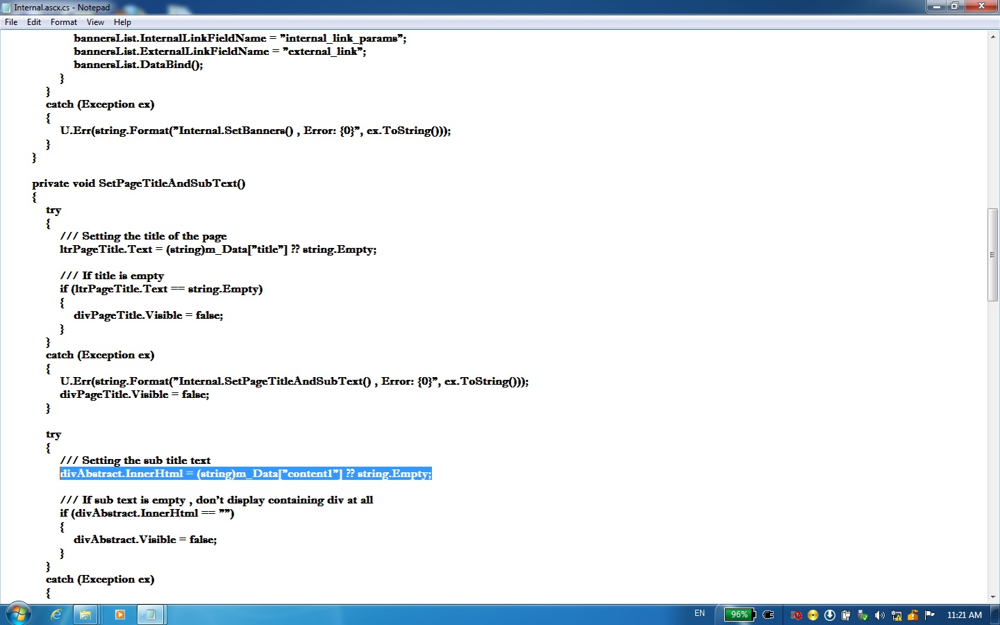 Internal.ascx.cs - Notepad
File Edit Format View Help
bannersList.InternalLinkFieldName = "internal_link_params";
bannersList.ExternalLinkFieldName = "external_link";
bannersList.DataBind();
}
}
catch (Exception ex)
{
U.Err(string.Format("Internal.SetBanners() , Error: {0}", ex.ToString()));
}
}
private void SetPageTitleAndSubText()
{
try
{
/// Setting the title of the page
ltrPageTitle.Text = (string)m_Data["title"] ?? string.Empty;
/// If title is empty
if (ltrPageTitle.Text == string.Empty)
{
divPageTitle.Visible = false;
}
}
catch (Exception ex)
{
U.Err(string.Format("Internal.SetPageTitleAndSubText() , Error: {0}", ex.ToString()));
divPageTitle.Visible = false;
}
try
{
/// Setting the sub title text
divAbstract.InnerHtml = (string)m_Data["content1"] ?? string.Empty;
/// If sub text is empty , don't display containing div at all
if (divAbstract.InnerHtml == "")
{
divAbstract.Visible = false;
}
}
catch (Exception ex)
{
EN 96% 11:21 AM